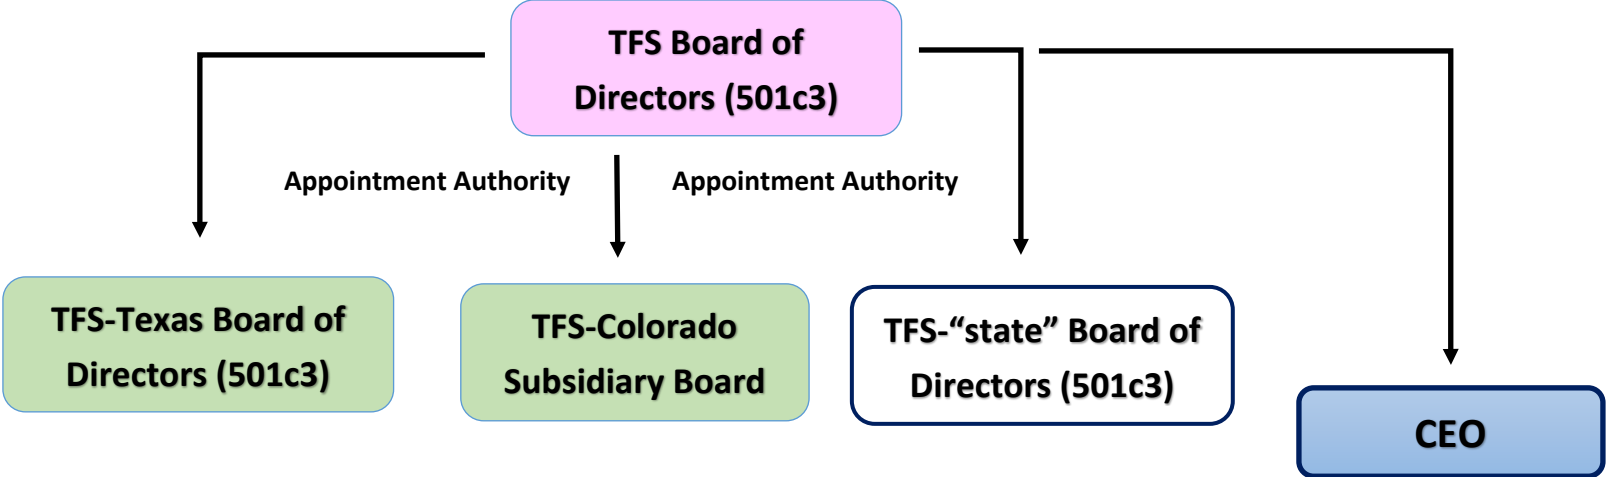 TFS Board of
Directors (501c3)
Appointment Authority
Appointment Authority
TFS-Texas Board of
Directors (501c3)
TFS-Colorado
Subsidiary Board
TFS-“state” Board of
Directors (501c3)
CEO